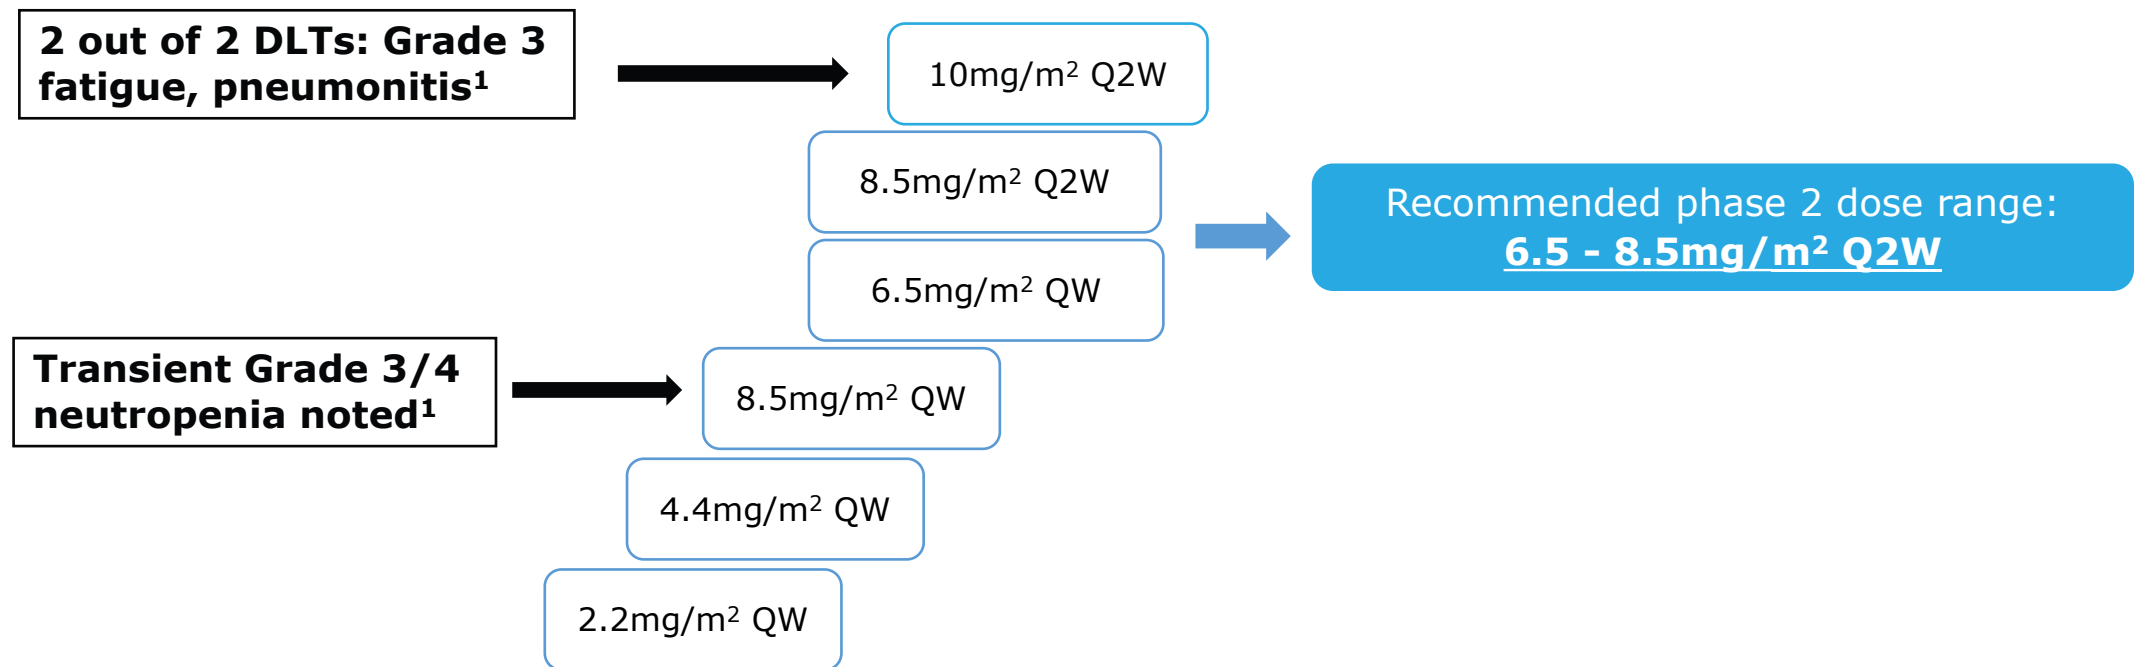 2 out of 2 DLTs: Grade 3
fatigue, pneumonitis¹
10mg/m² Q2W
8.5mg/m² Q2W
Recommended phase 2 dose range:
6.5 - 8.5mg/m² Q2W
6.5mg/m² QW
Transient Grade 3/4
neutropenia noted¹
8.5mg/m² QW
4.4mg/m² QW
2.2mg/m² QW